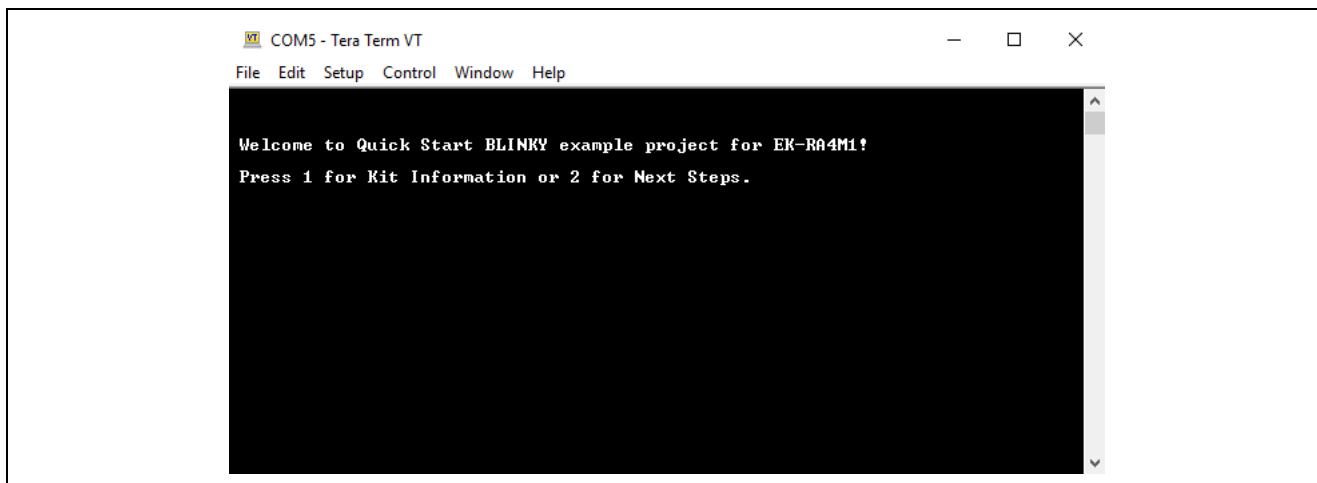 COM5 - Tera Term VT
File Edit Setup Control Window Help
Welcome to Quick Start BLINKY example project for EK-RA4M1!
Press 1 for Kit Information or 2 for Next Steps.